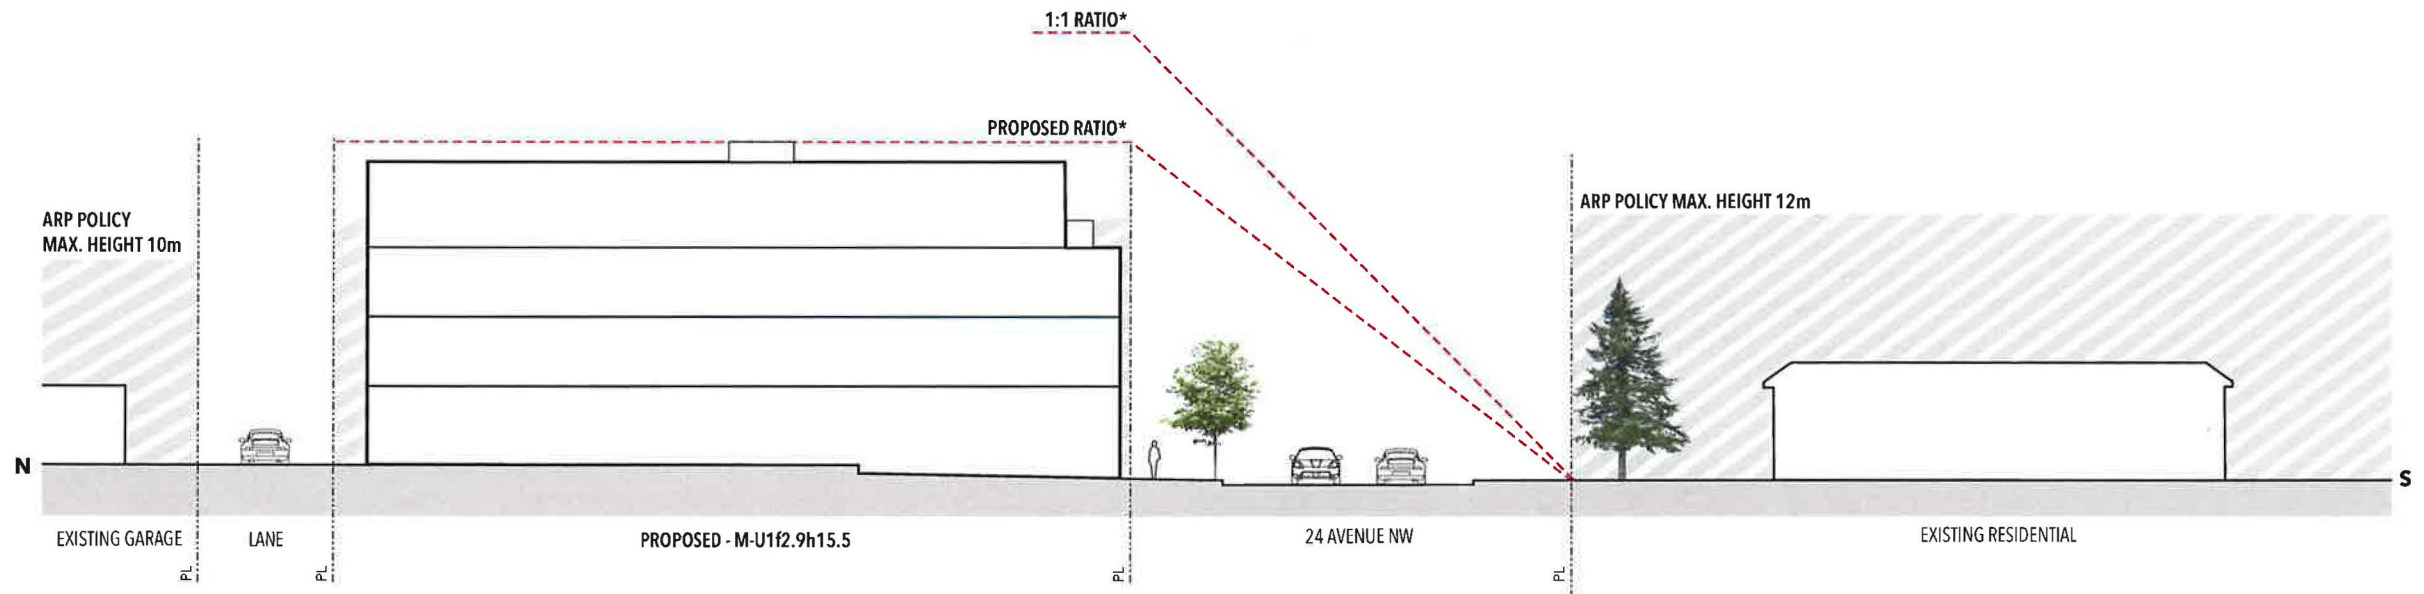 1:1 RATIO*
PROPOSED RATIO*
ARP POLICY
MAX. HEIGHT 10m
ARP POLICY MAX. HEIGHT 12m
N
S
EXISTING GARAGE
LANE
PROPOSED - M-U1f2.9h15.5
24 AVENUE NW
EXISTING RESIDENTIAL
PL
PL
PL
PL